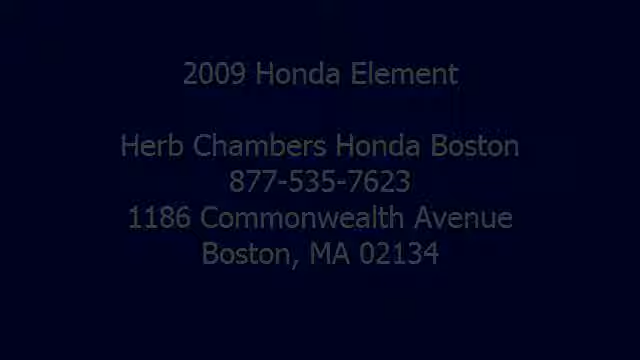 2009 Honda Element
Herb Chambers Honda Boston
877-535-7623
1186 Commonwealth Avenue
Boston, MA 02134